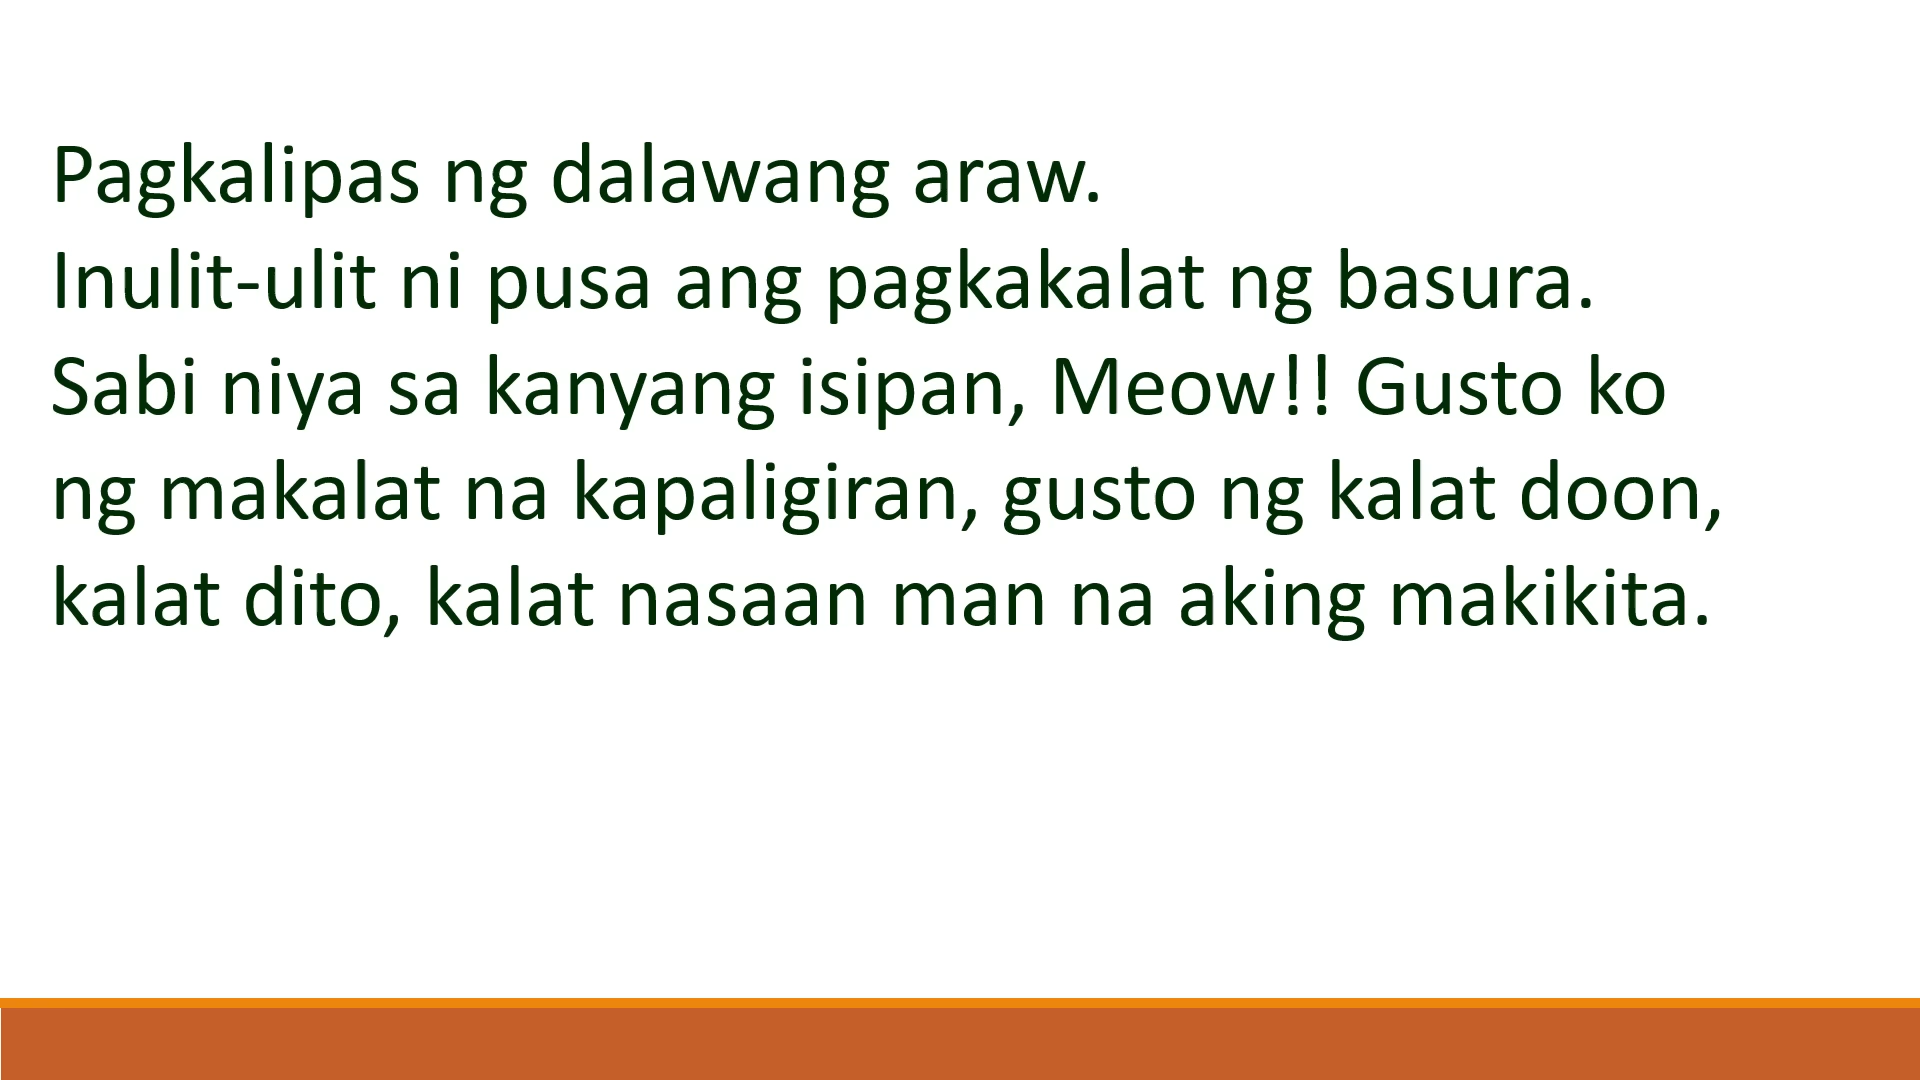 Pagkalipas ng dalawang araw.
Inulit-ulit ni pusa ang pagkakalat ng basura.
Sabi niya sa kanyang isipan, Meow!! Gusto ko
ng makalat na kapaligiran, gusto ng kalat doon,
kalat dito, kalat nasaan man na aking makikita.